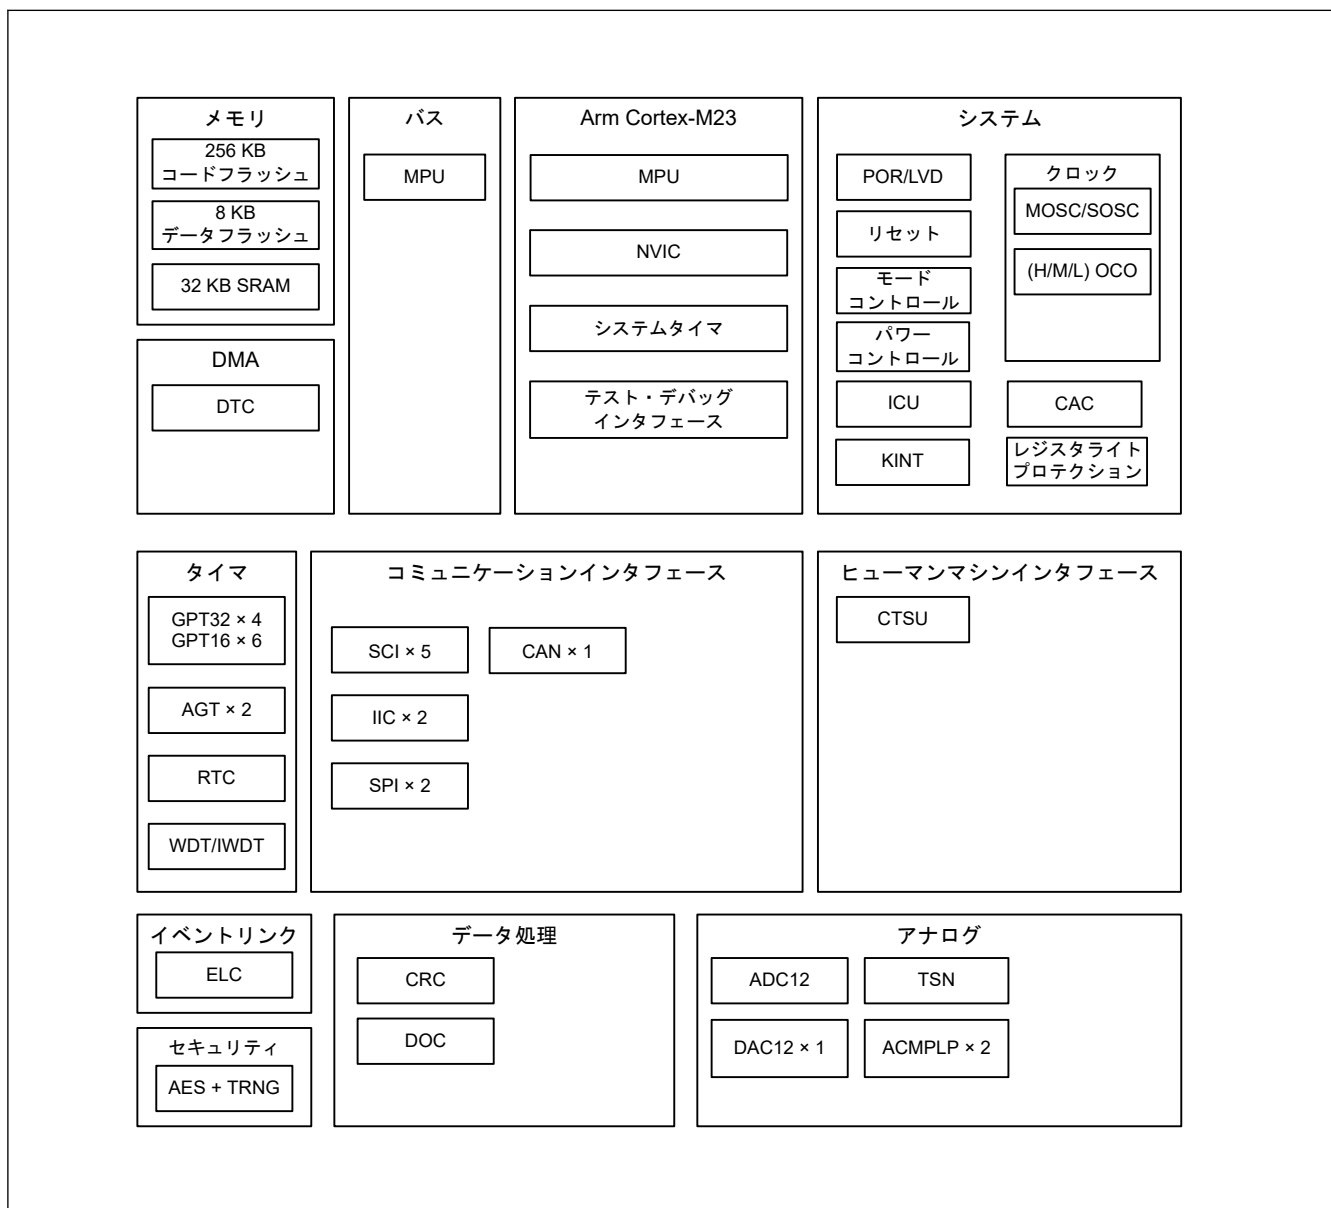 メモリ
256 KB
コードフラッシュ
8 KB
データフラッシュ
32 KB SRAM
DMA
DTC
バス
MPU
Arm Cortex-M23
MPU
NVIC
システムタイマ
テスト・デバッグ
インタフェース
システム
POR/LVD
リセット
モード
コントロール
パワー
コントロール
ICU
KINT
クロック
MOSC/SOSC
(H/M/L) OCO
CAC
レジスタライト
プロテクション
タイマ
GPT32 × 4
GPT16 × 6
AGT × 2
RTC
WDT/IWDT
コミュニケーションインタフェース
SCI × 5
CAN × 1
IIC × 2
SPI × 2
ヒューマンマシンインタフェース
CTSU
イベントリンク
ELC
セキュリティ
AES + TRNG
データ処理
CRC
DOC
アナログ
ADC12
TSN
DAC12 × 1
ACMPLP × 2